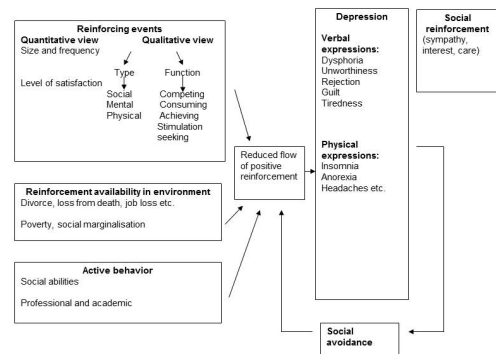 Reinforcing events
Quantitative view Qualitative view
Size and frequency
Type Function
Level of satisfaction
Social
Mental
Physical
Competing
Consuming
Achieving
Stimulation
seeking
Reinforcement availability in environment
Divorce, loss from death, job loss etc.
Poverty, social marginalisation
Active behavior
Social abilities
Professional and academic
Reduced flow
of positive
reinforcement
Depression
Verbal
expressions:
Dysphoria
Unworthiness
Rejection
Guilt
Tiredness
Physical
expressions:
Insomnia
Anorexia
Headaches etc.
Social
reinforcement
(sympathy,
interest, care)
Social
avoidance